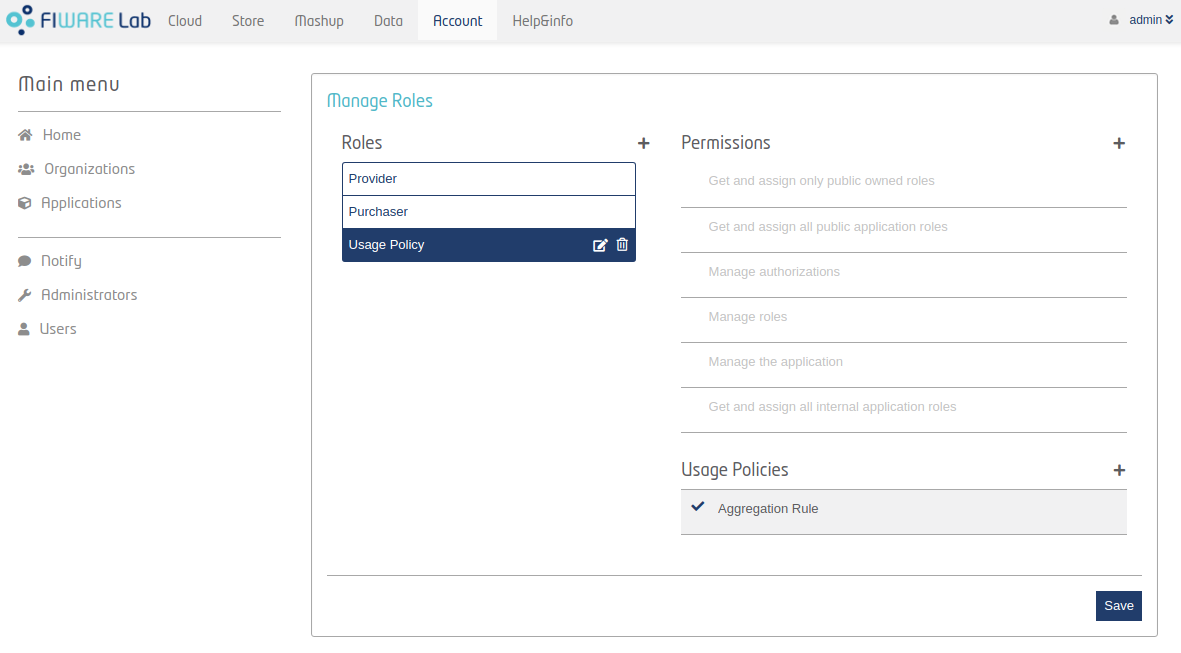 FIWARE Lab Cloud Store Mashup Data Account Help&info admin
Main menu
Home
Organizations
Applications
Notify
Administrators
Users
Manage Roles
Roles +
Provider
Purchaser
Usage Policy
Permissions +
Get and assign only public owned roles
Get and assign all public application roles
Manage authorizations
Manage roles
Manage the application
Get and assign all internal application roles
Usage Policies +
Aggregation Rule
Save